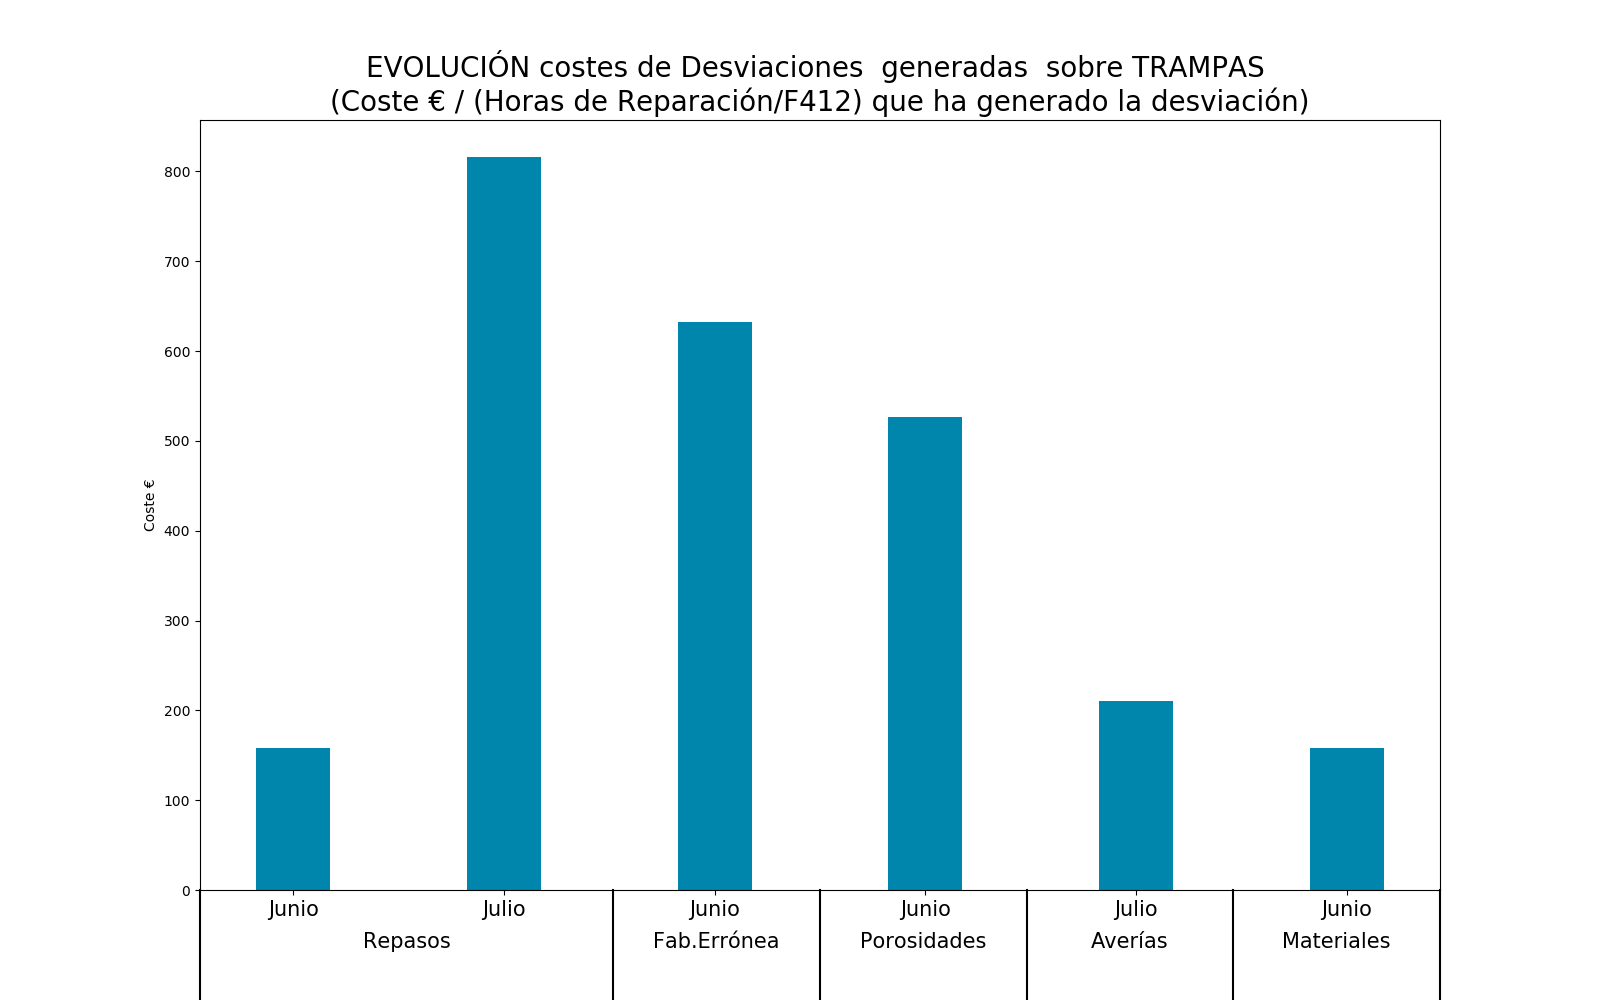 EVOLUCIÓN costes de Desviaciones  generadas  sobre TRAMPAS
(Coste € / (Horas de Reparación/F412) que ha generado la desviación)
800
700
600
500
400
300
200
100
0
Coste €
Junio Julio Junio Junio Julio Junio
Repasos Fab.Errónea Porosidades Averías Materiales